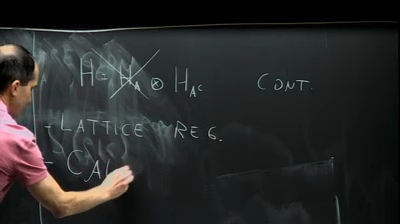 H = H_A ⊗ H_AC CONT.
- LATTICE REG.
- CA